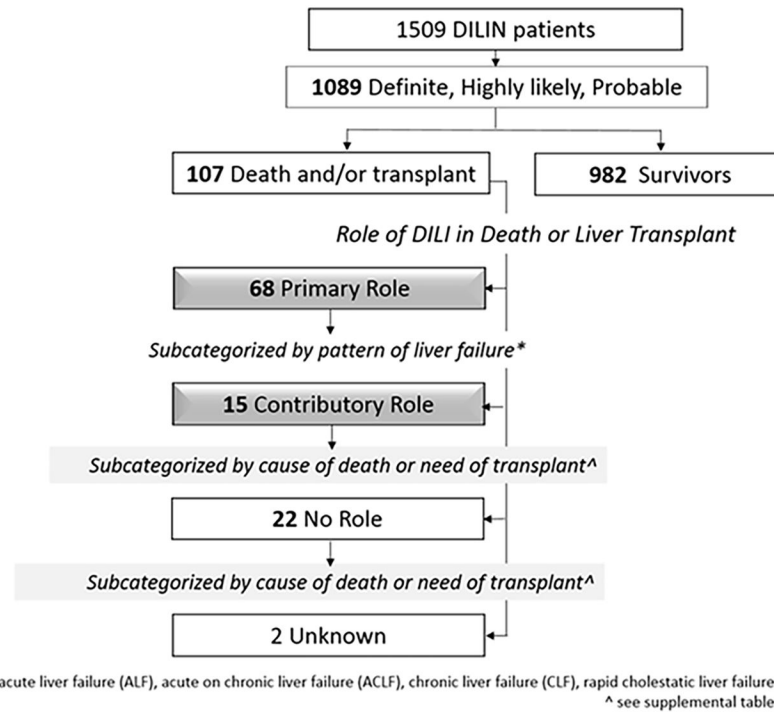 1509 DILIN patients
1089 Definite, Highly likely, Probable
107 Death and/or transplant
982 Survivors
Role of DILI in Death or Liver Transplant
68 Primary Role
Subcategorized by pattern of liver failure*
15 Contributory Role
Subcategorized by cause of death or need of transplant^
22 No Role
Subcategorized by cause of death or need of transplant^
2 Unknown
acute liver failure (ALF), acute on chronic liver failure (ACLF), chronic liver failure (CLF), rapid cholestatic liver failure
^ see supplemental table